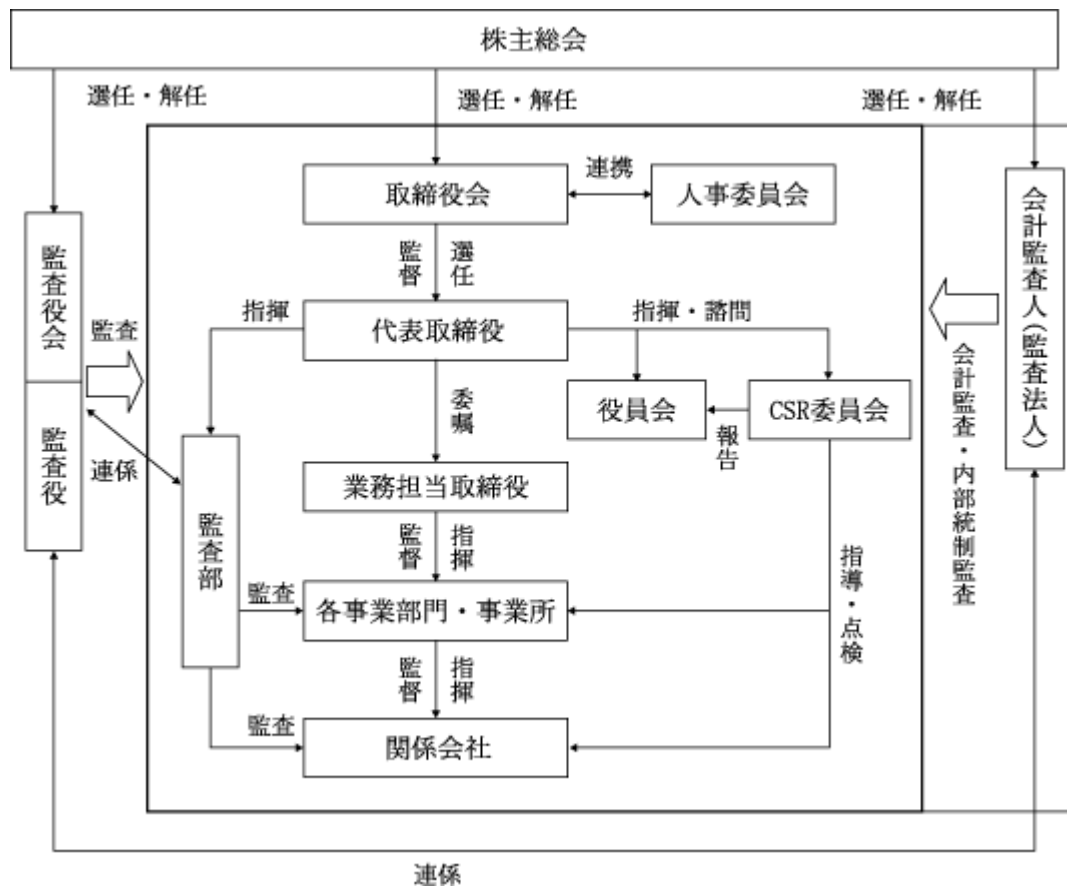 株主総会
選任・解任
選任・解任
選任・解任
取締役会
連携
人事委員会
監督
選任
監査役会
監査役
監査
指揮
代表取締役
指揮・諮問
会計監査人(監査法人)
会計監査・内部統制監査
委嘱
役員会
報告
CSR委員会
連係
監査部
業務担当取締役
監督
指揮
監査
各事業部門・事業所
指導・点検
監督
指揮
監査
関係会社
連係